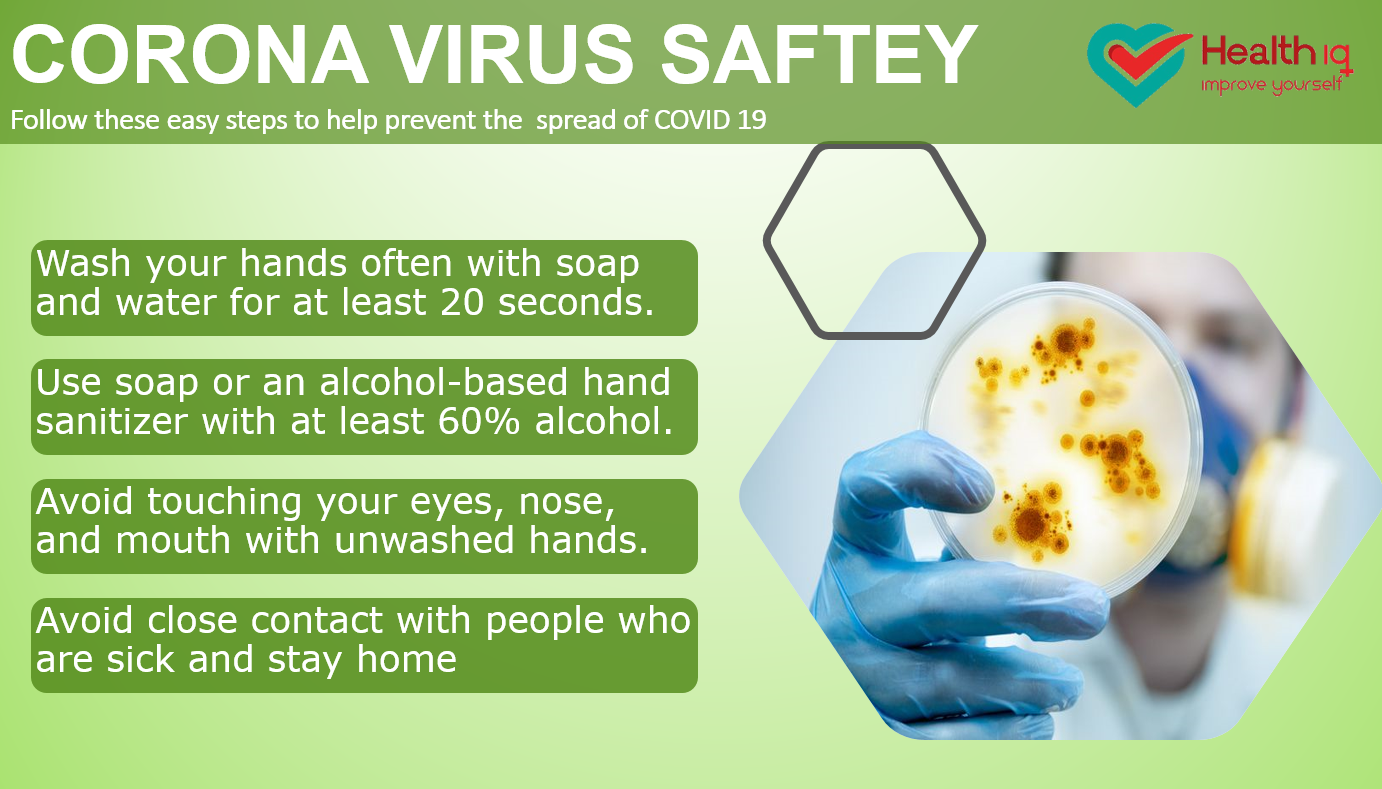 CORONA VIRUS SAFTEY
Follow these easy steps to help prevent the  spread of COVID 19
Health iq
improve yourself
Wash your hands often with soap
and water for at least 20 seconds.
Use soap or an alcohol-based hand
sanitizer with at least 60% alcohol.
Avoid touching your eyes, nose,
and mouth with unwashed hands.
Avoid close contact with people who
are sick and stay home